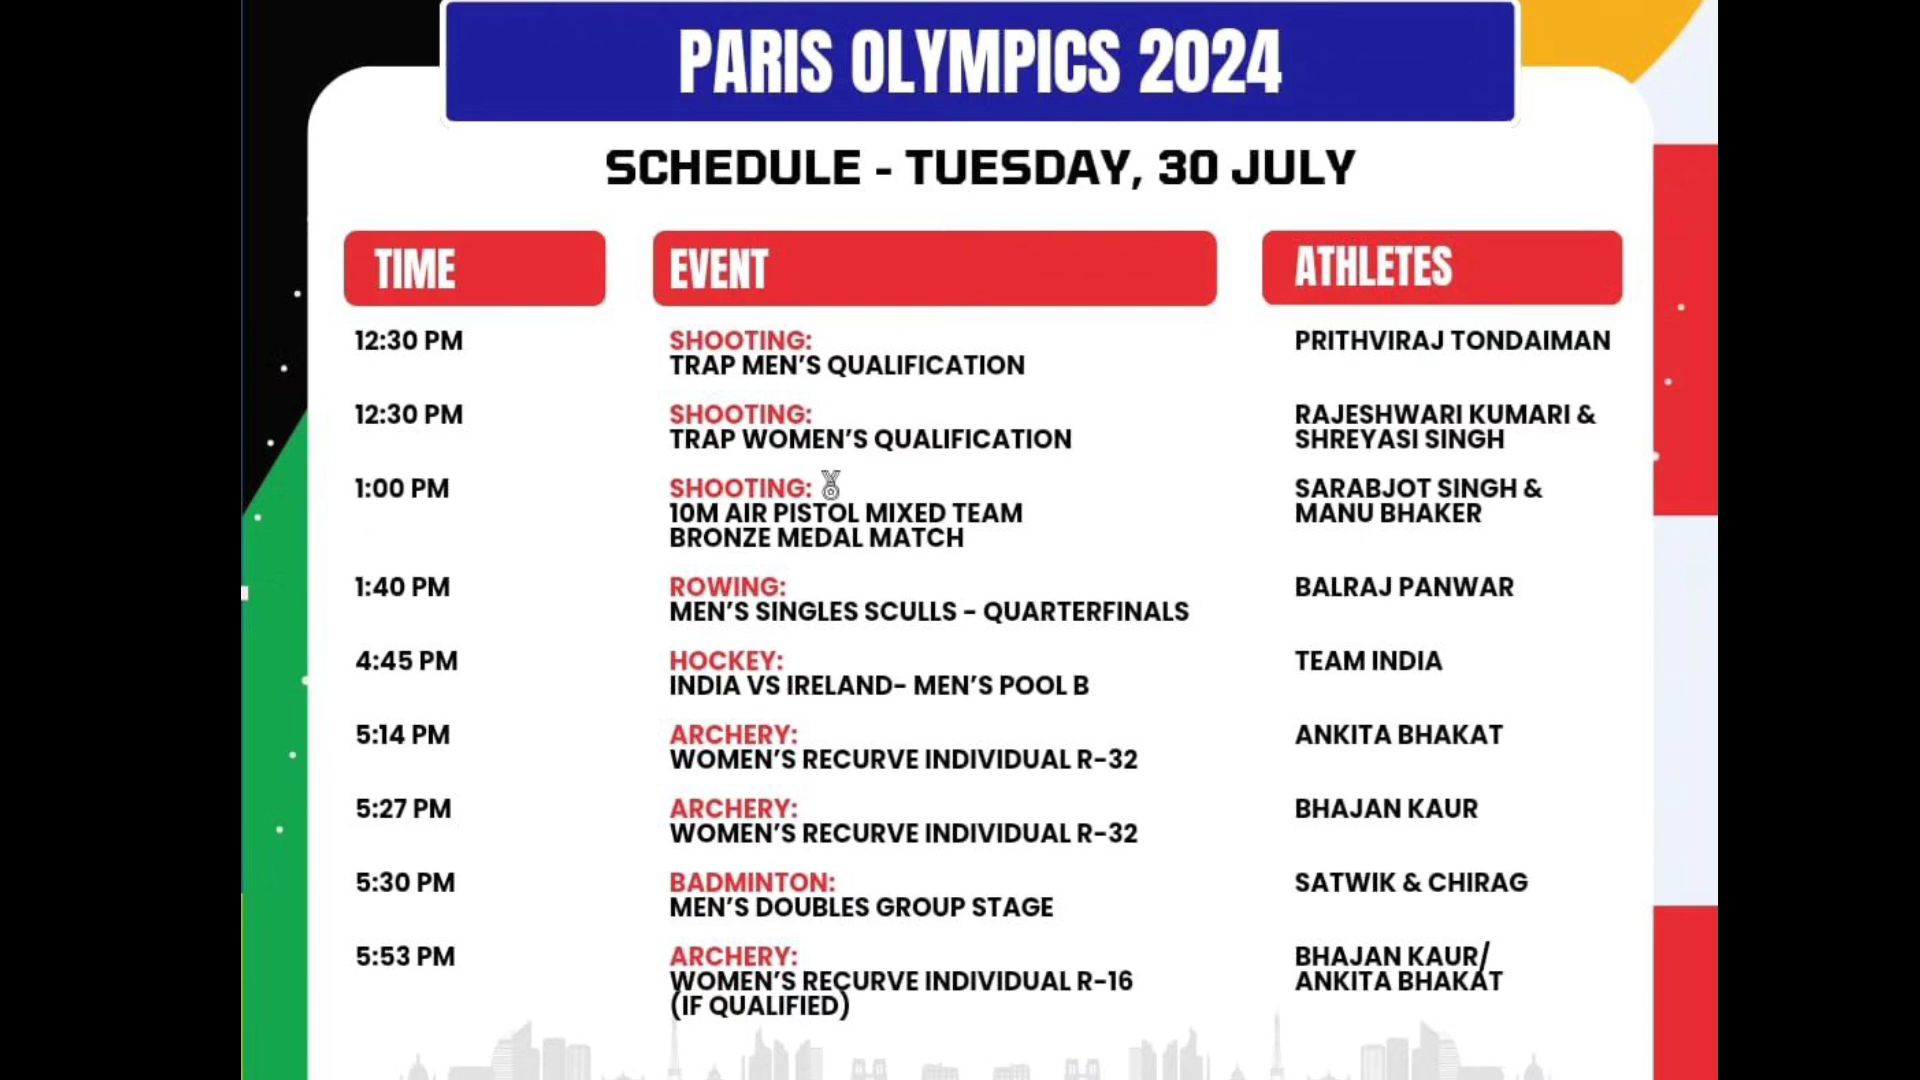 PARIS OLYMPICS 2024
SCHEDULE - TUESDAY, 30 JULY
TIME EVENT ATHLETES
12:30 PM SHOOTING: PRITHVIRAJ TONDAIMAN
TRAP MEN'S QUALIFICATION
12:30 PM SHOOTING: RAJESHWARI KUMARI &
TRAP WOMEN'S QUALIFICATION SHREYASI SINGH
1:00 PM SHOOTING: SARABJOT SINGH &
10M AIR PISTOL MIXED TEAM MANU BHAKER
BRONZE MEDAL MATCH
1:40 PM ROWING: BALRAJ PANWAR
MEN'S SINGLES SCULLS - QUARTERFINALS
4:45 PM HOCKEY: TEAM INDIA
INDIA VS IRELAND- MEN'S POOL B
5:14 PM ARCHERY: ANKITA BHAKAT
WOMEN'S RECURVE INDIVIDUAL R-32
5:27 PM ARCHERY: BHAJAN KAUR
WOMEN'S RECURVE INDIVIDUAL R-32
5:30 PM BADMINTON: SATWIK & CHIRAG
MEN'S DOUBLES GROUP STAGE
5:53 PM ARCHERY: BHAJAN KAUR/
WOMEN'S RECURVE INDIVIDUAL R-16 ANKITA BHAKAT
(IF QUALIFIED)